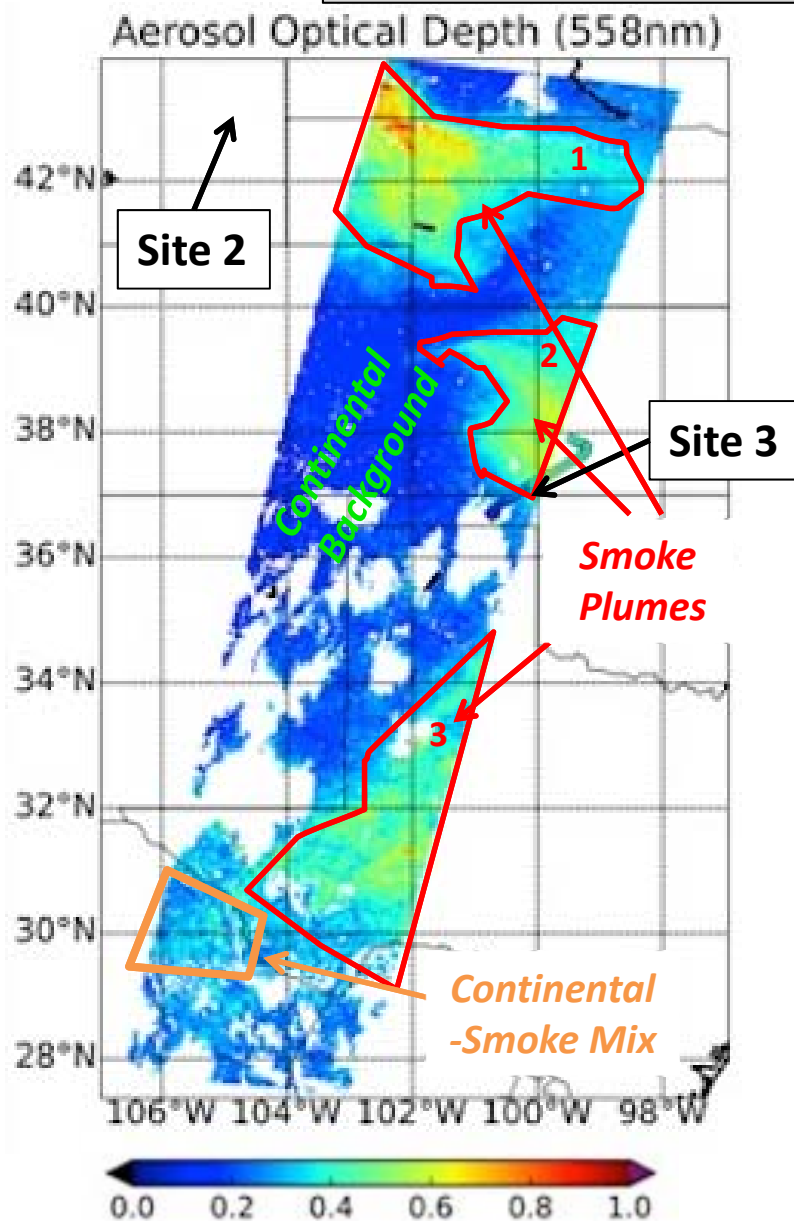 Aerosol Optical Depth (558nm)
42°N
40°N
38°N
36°N
34°N
32°N
30°N
28°N
Site 2
1
2
Continental
Background
Site 3
Smoke
Plumes
3
Continental
-Smoke Mix
106°W 104°W 102°W 100°W 98°W
0.0 0.2 0.4 0.6 0.8 1.0